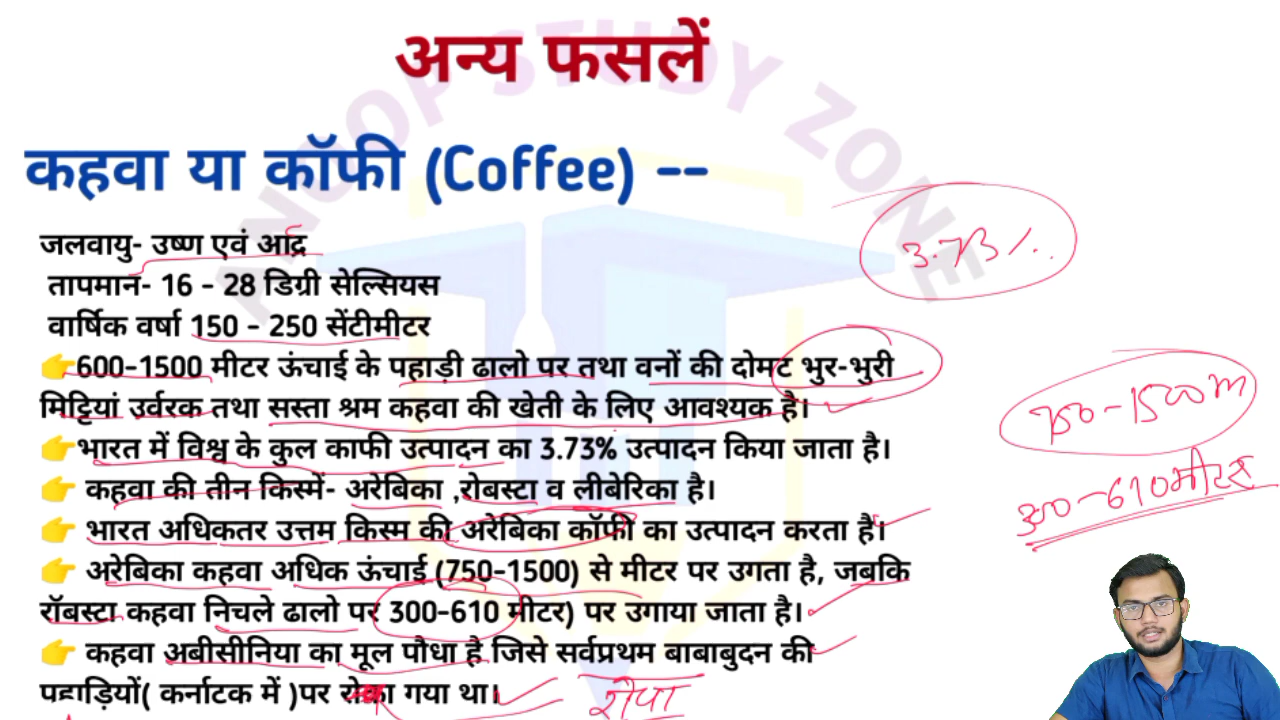 अन्य फसलें
ANOOP STUDY ZONE
कहवा या कॉफी (Coffee) --
जलवायु- उष्ण एवं आद्र
तापमान- 16 - 28 डिग्री सेल्सियस
वार्षिक वर्षा 150 - 250 सेंटीमीटर
3.73%
👉600-1500 मीटर ऊंचाई के पहाड़ी ढालो पर तथा वनों की दोमट भुर-भुरी
मिट्टियां उर्वरक तथा सस्ता श्रम कहवा की खेती के लिए आवश्यक है।
750-1500m
👉भारत में विश्व के कुल काफी उत्पादन का 3.73% उत्पादन किया जाता है।
👉 कहवा की तीन किस्में- अरेबिका ,रोबस्टा व लीबेरिका है।
300-610मीटर
👉 भारत अधिकतर उत्तम किस्म की अरेबिका कॉफी का उत्पादन करता है।
👉 अरेबिका कहवा अधिक ऊंचाई (750-1500) से मीटर पर उगता है, जबकि
रॉबस्टा कहवा निचले ढालो पर 300-610 मीटर) पर उगाया जाता है।
👉 कहवा अबीसीनिया का मूल पौधा है जिसे सर्वप्रथम बाबाबुदन की
पहाड़ियों( कर्नाटक में )पर गया था।
रोपा